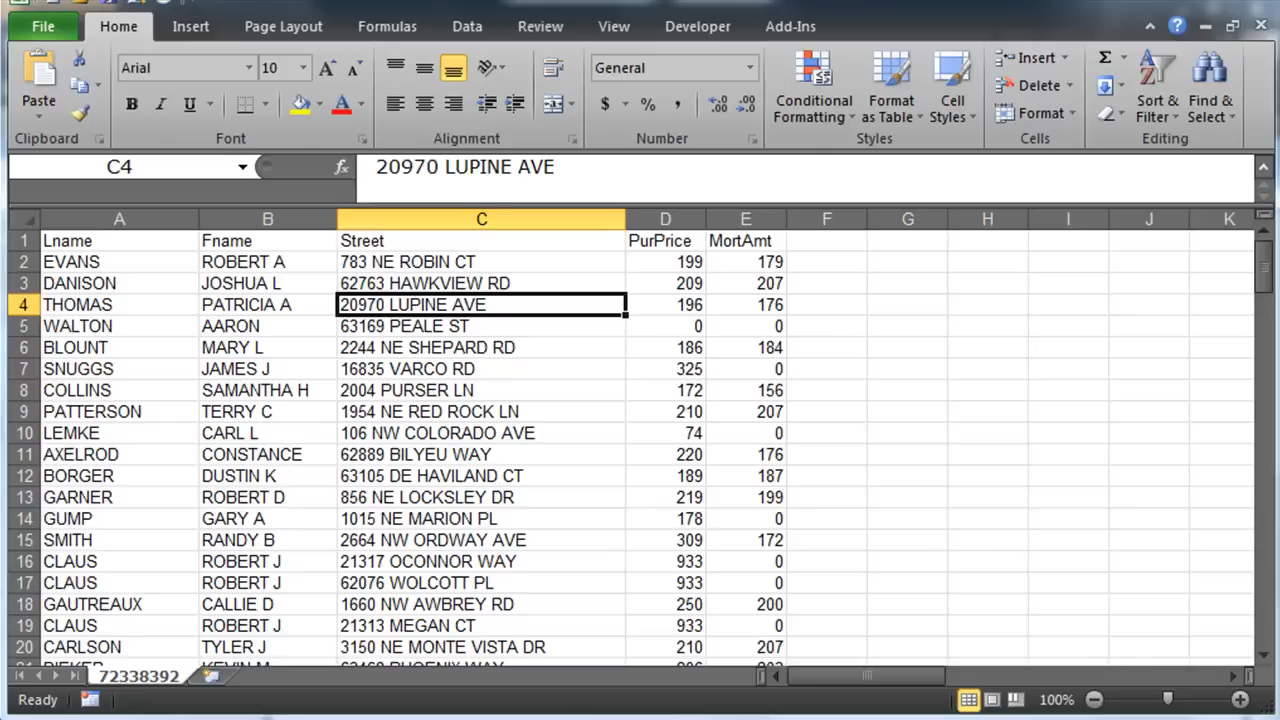 File Home Insert Page Layout Formulas Data Review View Developer Add-Ins
Paste
Arial 10
B I U A
General
$ % ,
Conditional Formatting
Format as Table
Cell Styles
Insert
Delete
Format
Σ
Sort & Filter
Find & Select
Clipboard Font Alignment Number Styles Cells Editing
C4 fx 20970 LUPINE AVE
A B C D E F G H I J K
1 Lname Fname Street PurPrice MortAmt
2 EVANS ROBERT A 783 NE ROBIN CT 199 179
3 DANISON JOSHUA L 62763 HAWKVIEW RD 209 207
4 THOMAS PATRICIA A 20970 LUPINE AVE 196 176
5 WALTON AARON 63169 PEALE ST 0 0
6 BLOUNT MARY L 2244 NE SHEPARD RD 186 184
7 SNUGGS JAMES J 16835 VARCO RD 325 0
8 COLLINS SAMANTHA H 2004 PURSER LN 172 156
9 PATTERSON TERRY C 1954 NE RED ROCK LN 210 207
10 LEMKE CARL L 106 NW COLORADO AVE 74 0
11 AXELROD CONSTANCE 62889 BILYEU WAY 220 176
12 BORGER DUSTIN K 63105 DE HAVILAND CT 189 187
13 GARNER ROBERT D 856 NE LOCKSLEY DR 219 199
14 GUMP GARY A 1015 NE MARION PL 178 0
15 SMITH RANDY B 2664 NW ORDWAY AVE 309 172
16 CLAUS ROBERT J 21317 OCONNOR WAY 933 0
17 CLAUS ROBERT J 62076 WOLCOTT PL 933 0
18 GAUTREAUX CALLIE D 1660 NW AWBREY RD 250 200
19 CLAUS ROBERT J 21313 MEGAN CT 933 0
20 CARLSON TYLER J 3150 NE MONTE VISTA DR 210 207
72338392
Ready 100%